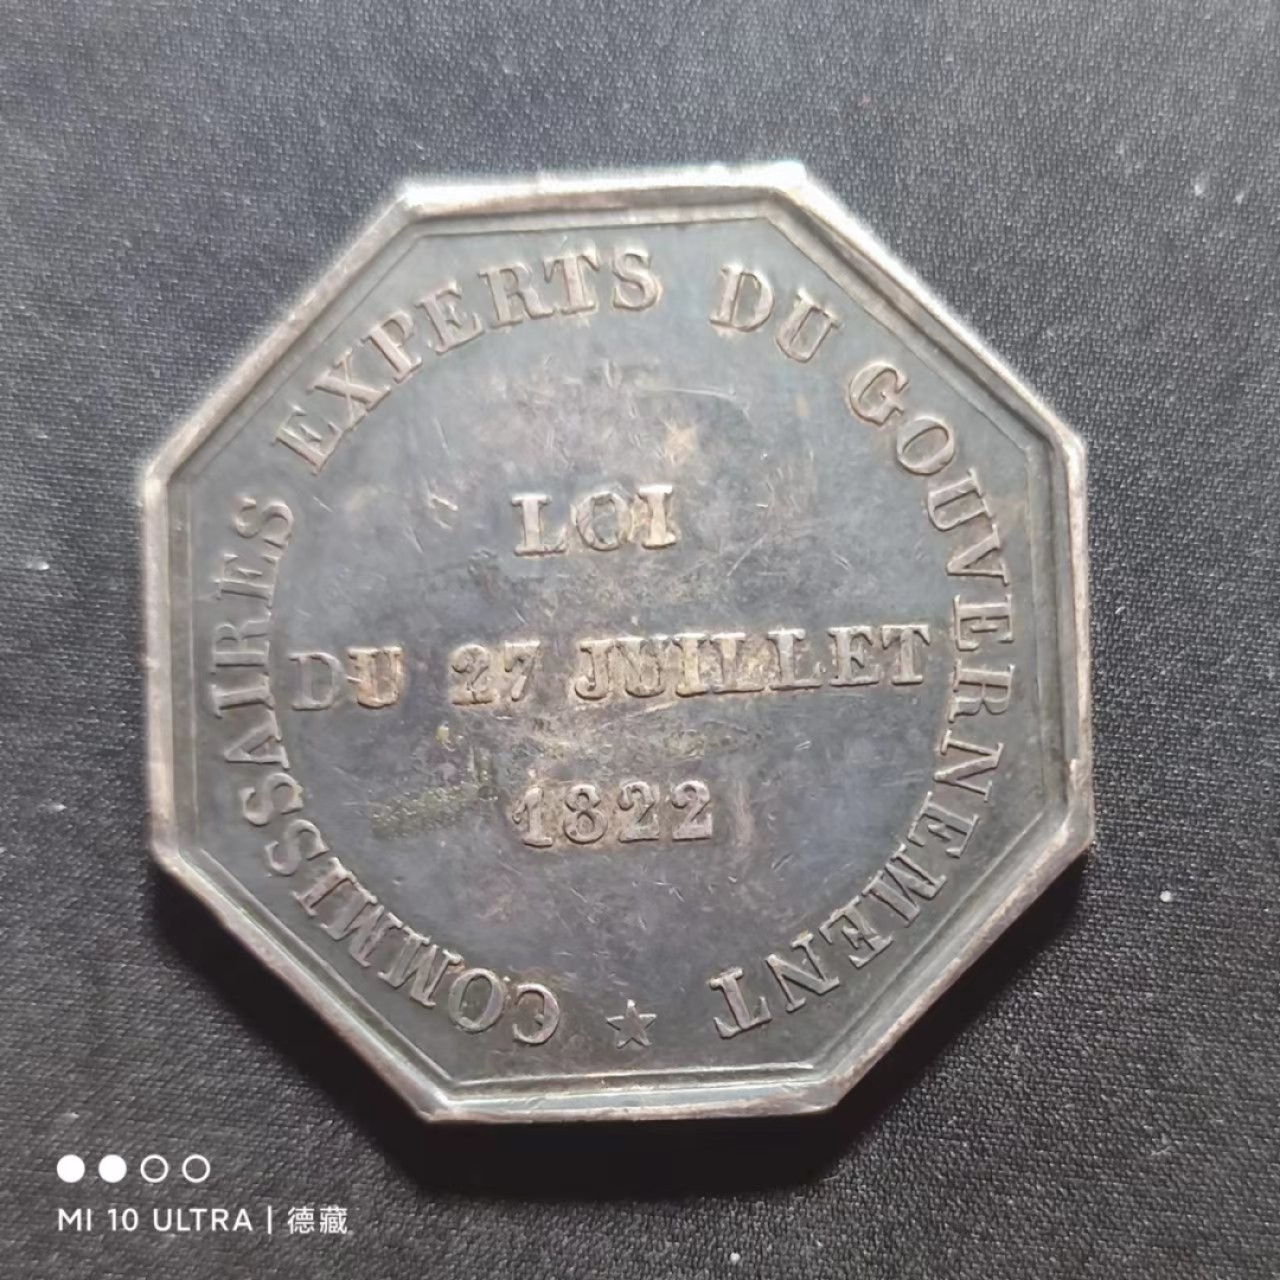 COMMISSAIRES EXPERTS DU GOUVERNEMENT
LOI
DU 27 JUILLET
1822
MI 10 ULTRA | 德藏